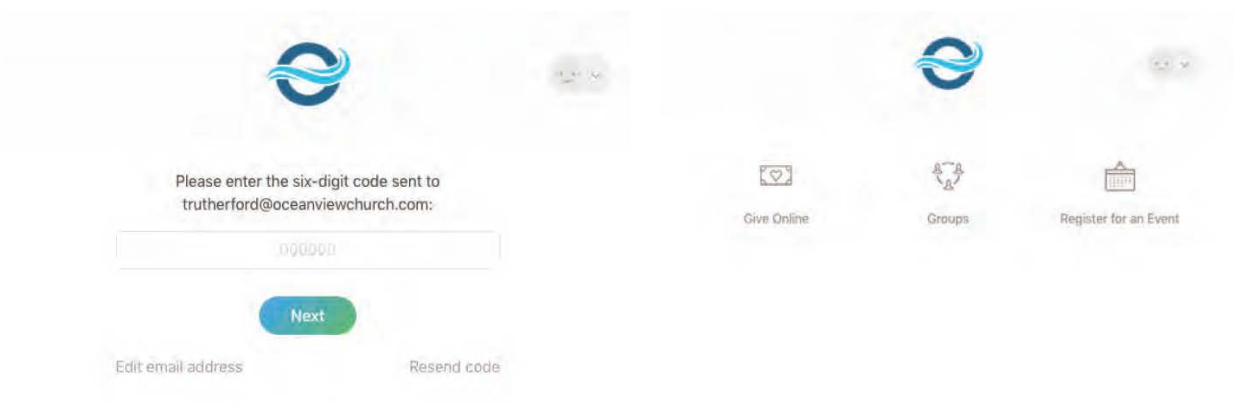 Please enter the six-digit code sent to
trutherford@oceanviewchurch.com:
000000
Next
Edit email address
Resend code
Give Online
Groups
Register for an Event